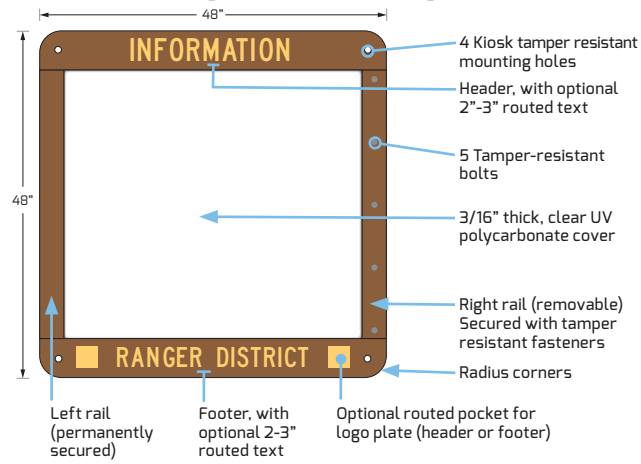 48"
INFORMATION
4 Kiosk tamper resistant
mounting holes
Header, with optional
2”-3” routed text
5 Tamper-resistant
bolts
48"
3/16” thick, clear UV
polycarbonate cover
Right rail (removable)
Secured with tamper
resistant fasteners
RANGER DISTRICT
Radius corners
Left rail
(permanently
secured)
Footer, with
optional 2-3”
routed text
Optional routed pocket for
logo plate (header or footer)